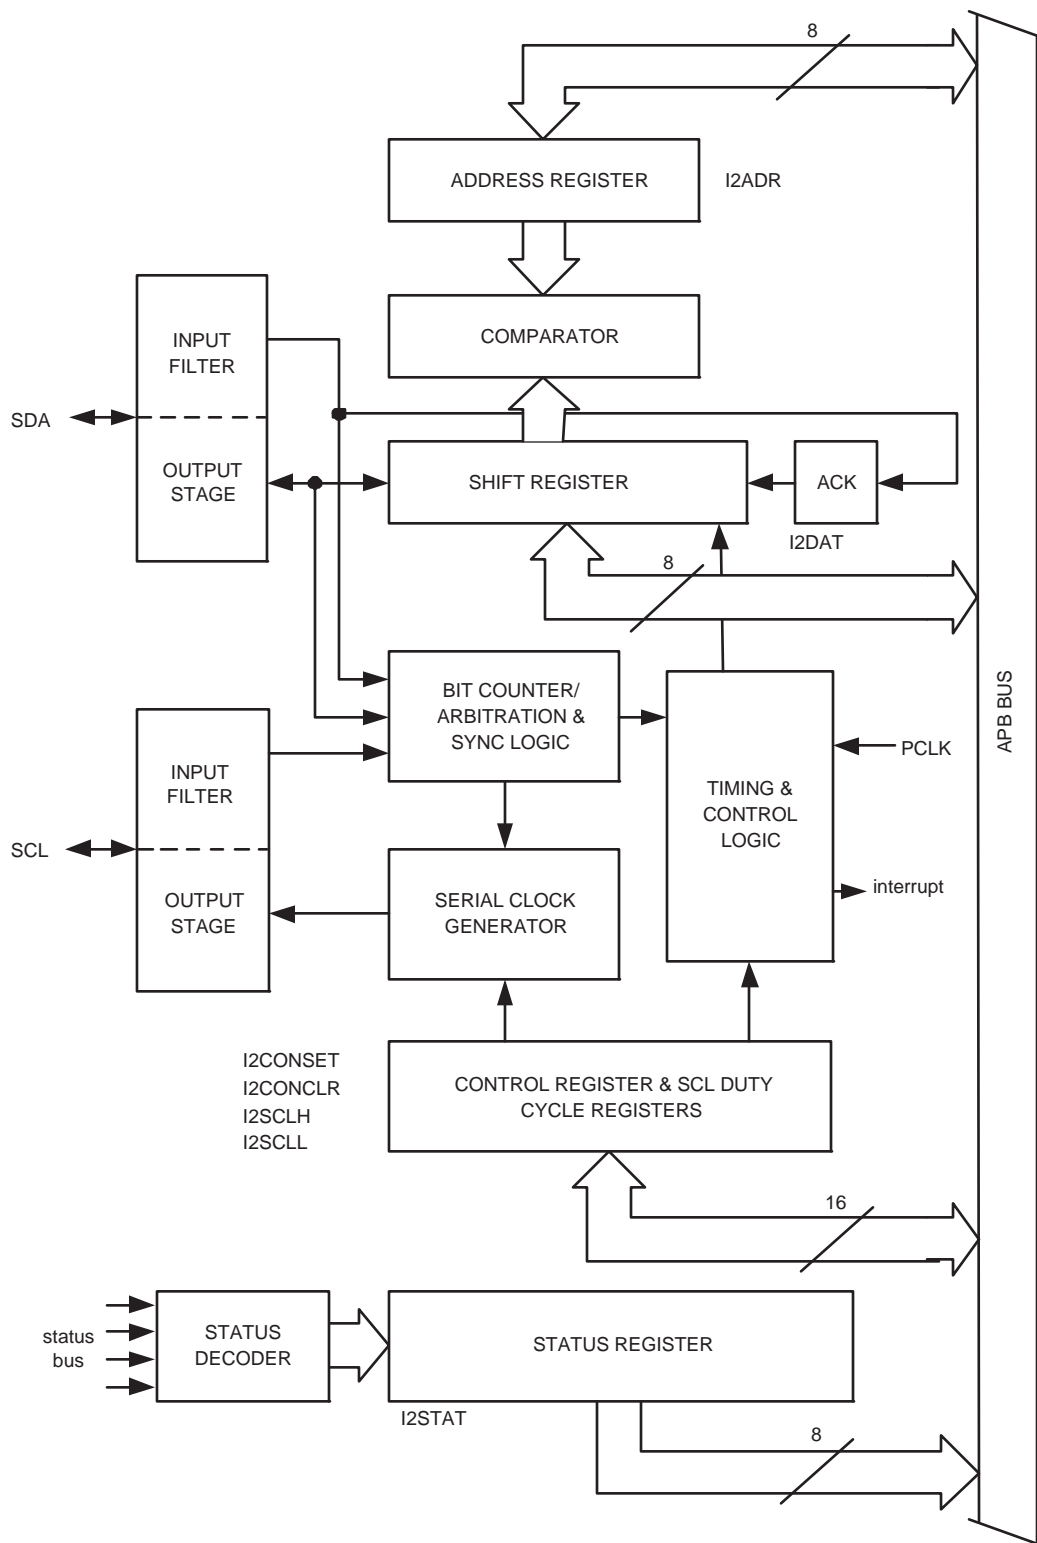 8
ADDRESS REGISTER
I2ADR
COMPARATOR
INPUT
FILTER
SDA
OUTPUT
STAGE
SHIFT REGISTER
ACK
I2DAT
8
BIT COUNTER/
ARBITRATION &
SYNC LOGIC
PCLK
INPUT
FILTER
TIMING &
CONTROL
LOGIC
SCL
OUTPUT
STAGE
SERIAL CLOCK
GENERATOR
interrupt
APB BUS
I2CONSET
I2CONCLR
I2SCLH
I2SCLL
CONTROL REGISTER & SCL DUTY
CYCLE REGISTERS
16
status
bus
STATUS
DECODER
STATUS REGISTER
I2STAT
8